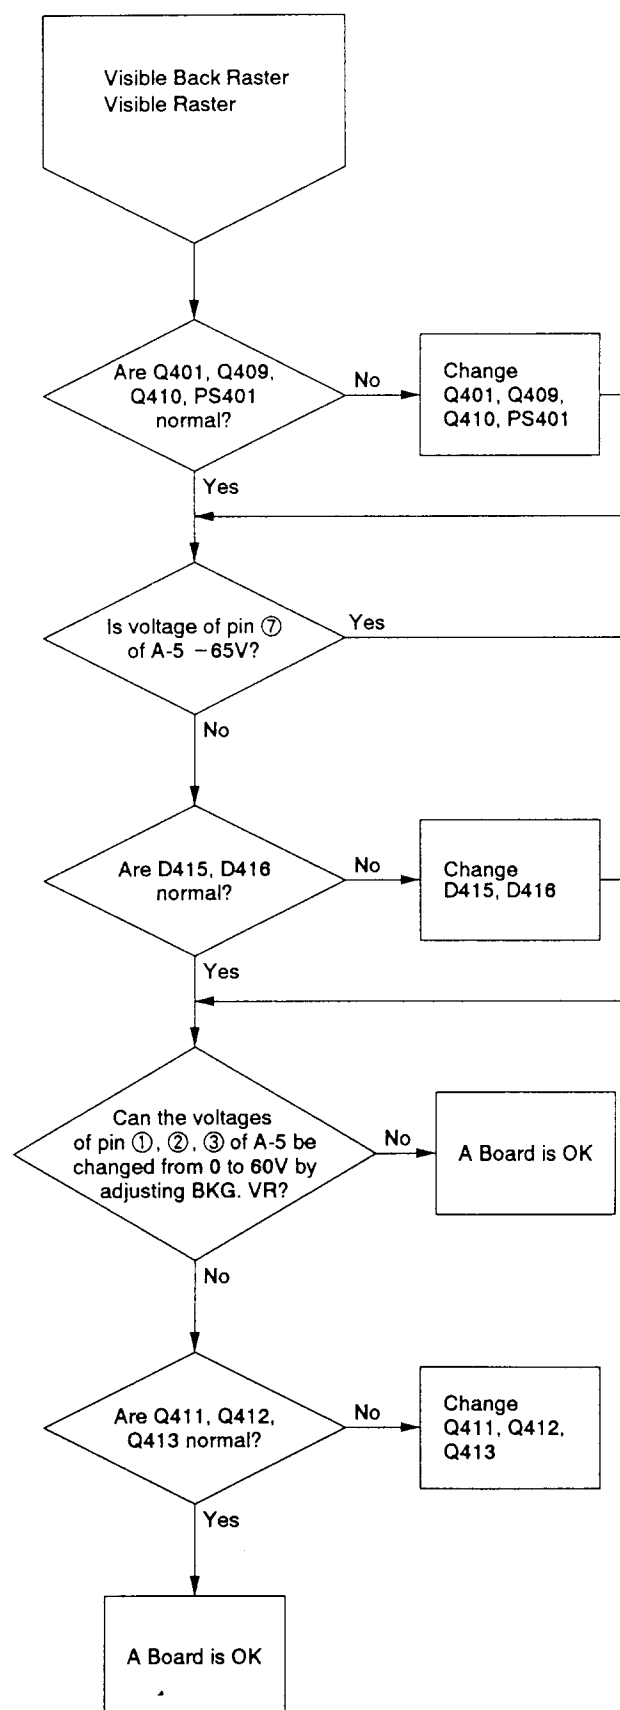 Visible Back Raster
Visible Raster
Are Q401, Q409,
Q410, PS401
normal?
No
Change
Q401, Q409,
Q410, PS401
Yes
Is voltage of pin ⑦
of A-5 −65V?
Yes
No
Are D415, D416
normal?
No
Change
D415, D416
Yes
Can the voltages
of pin ①, ②, ③ of A-5 be
changed from 0 to 60V by
adjusting BKG. VR?
No
A Board is OK
No
Are Q411, Q412,
Q413 normal?
No
Change
Q411, Q412,
Q413
Yes
A Board is OK